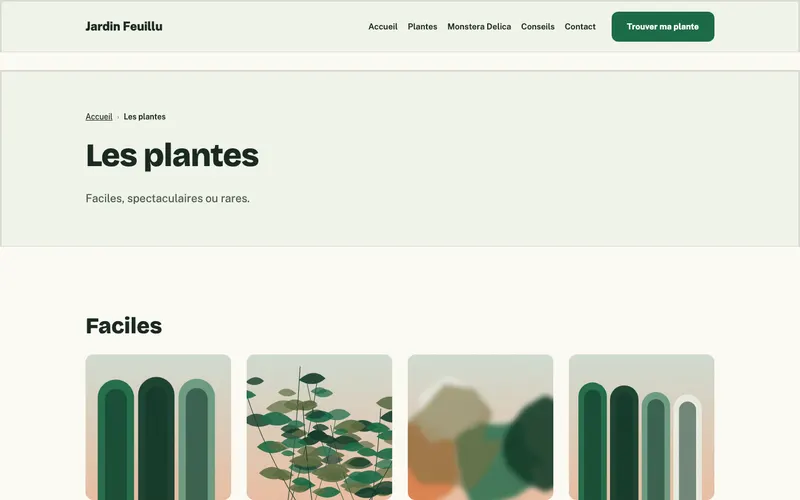 Jardin Feuillu
Accueil Plantes Monstera Delica Conseils Contact Trouver ma plante
Accueil › Les plantes
Les plantes
Faciles, spectaculaires ou rares.
Faciles